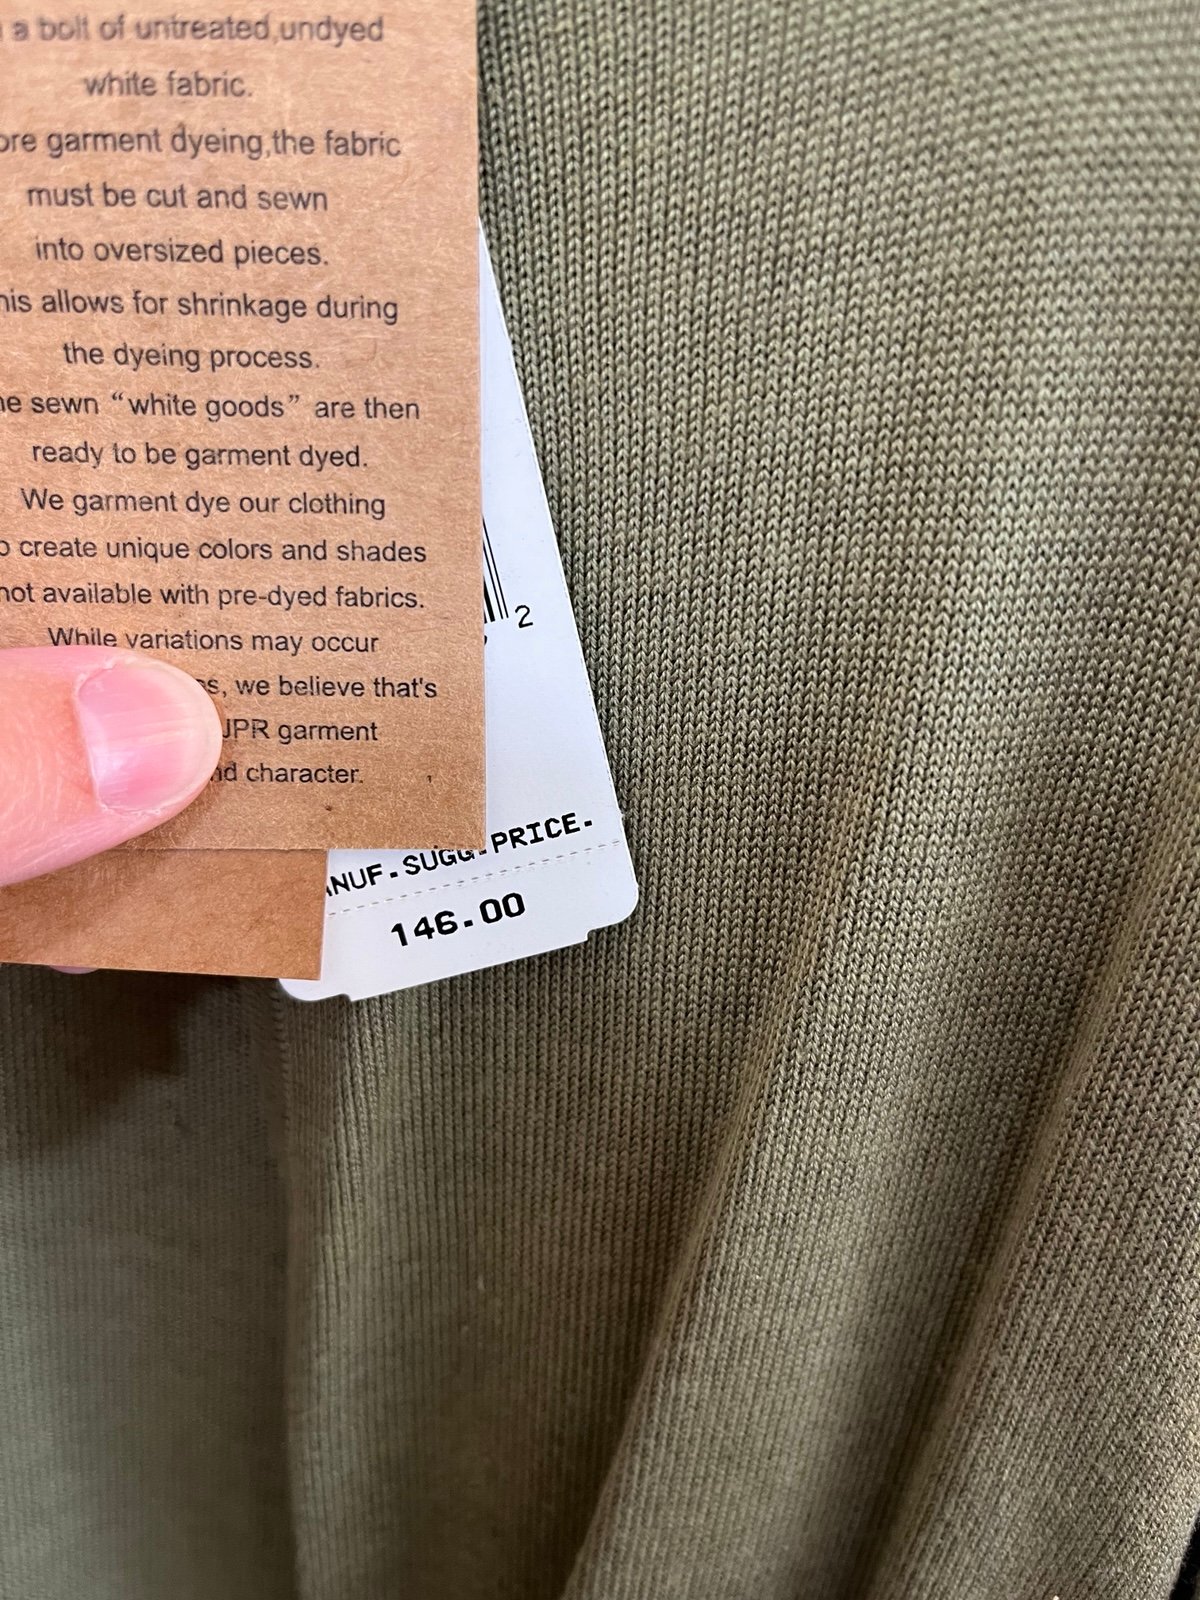 a bolt of untreated,undyed
white fabric.
ore garment dyeing,the fabric
must be cut and sewn
into oversized pieces.
his allows for shrinkage during
the dyeing process.
he sewn “white goods” are then
ready to be garment dyed.
We garment dye our clothing
o create unique colors and shades
not available with pre-dyed fabrics.
While variations may occur
es, we believe that's
JPR garment
nd character.
2
ANUF.SUGG.PRICE.
146.00